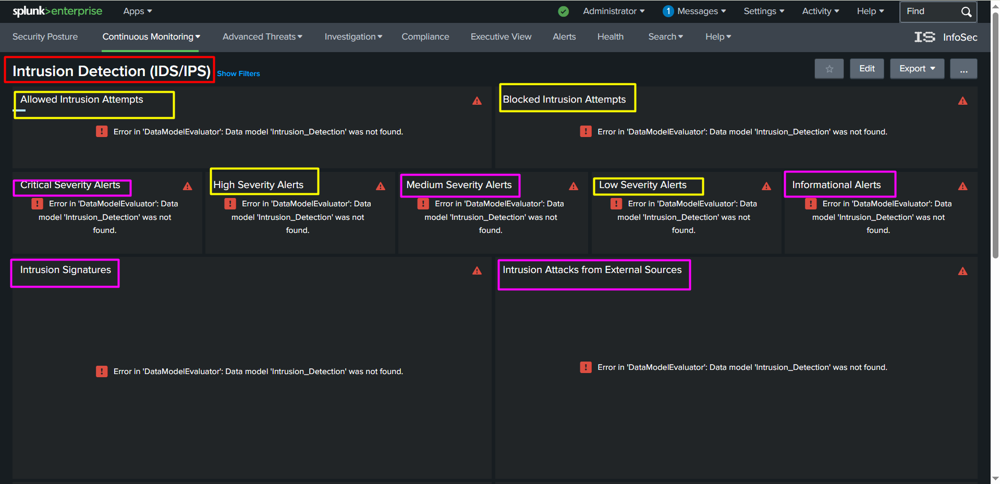 splunk>enterprise Apps Administrator 1 Messages Settings Activity Help Find
Security Posture Continuous Monitoring Advanced Threats Investigation Compliance Executive View Alerts Health Search Help IS InfoSec
Intrusion Detection (IDS/IPS) Show Filters Edit Export ...
Allowed Intrusion Attempts
Error in 'DataModelEvaluator': Data model 'Intrusion_Detection' was not found.
Blocked Intrusion Attempts
Error in 'DataModelEvaluator': Data model 'Intrusion_Detection' was not found.
Critical Severity Alerts
Error in 'DataModelEvaluator': Data
model 'Intrusion_Detection' was not
found.
High Severity Alerts
Error in 'DataModelEvaluator': Data
model 'Intrusion_Detection' was not
found.
Medium Severity Alerts
Error in 'DataModelEvaluator': Data
model 'Intrusion_Detection' was not
found.
Low Severity Alerts
Error in 'DataModelEvaluator': Data
model 'Intrusion_Detection' was not
found.
Informational Alerts
Error in 'DataModelEvaluator': Data
model 'Intrusion_Detection' was not
found.
Intrusion Signatures
Error in 'DataModelEvaluator': Data model 'Intrusion_Detection' was not found.
Intrusion Attacks from External Sources
Error in 'DataModelEvaluator': Data model 'Intrusion_Detection' was not found.